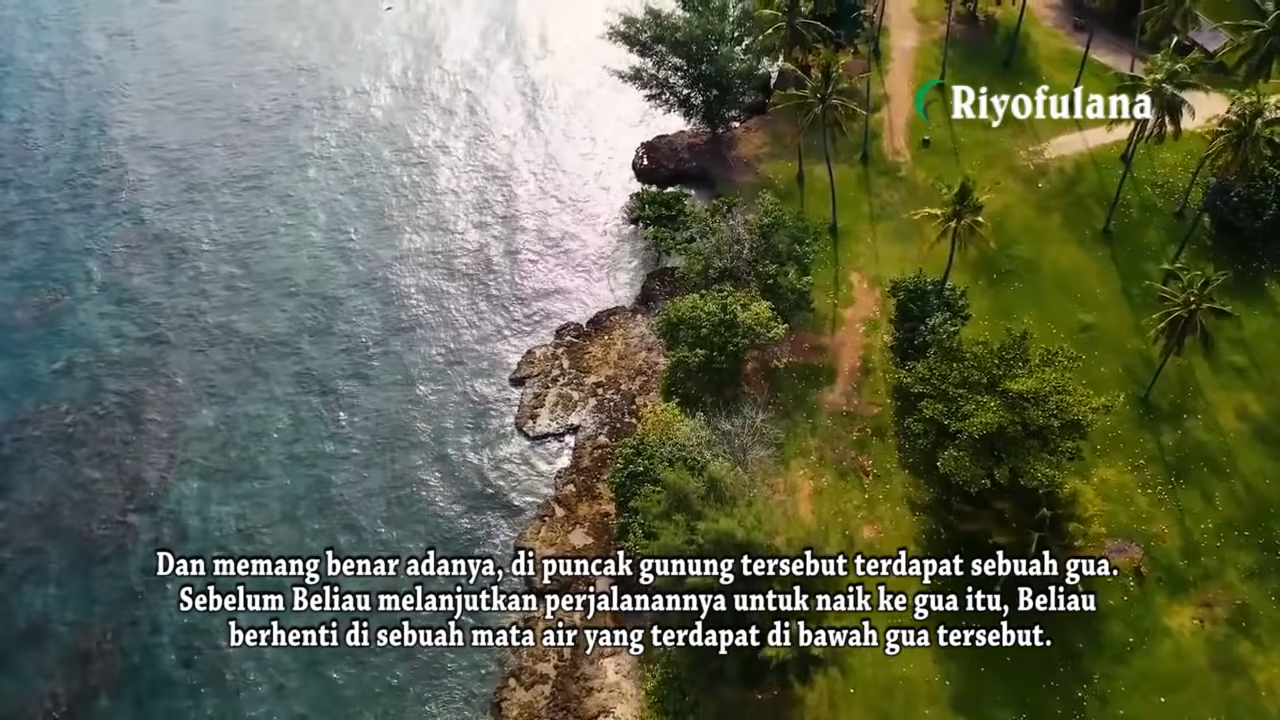 Riyofulana
Dan memang benar adanya, di puncak gunung tersebut terdapat sebuah gua.
Sebelum Beliau melanjutkan perjalanannya untuk naik ke gua itu, Beliau
berhenti di sebuah mata air yang terdapat di bawah gua tersebut.